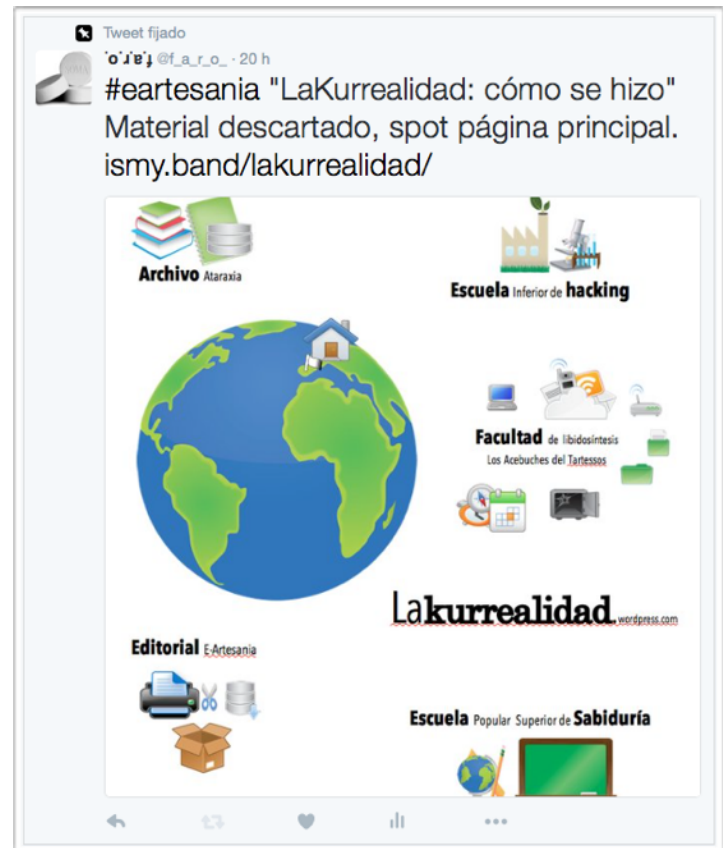 Tweet fijado
˙o˙ɹ˙ɐ˙ɟ @f_a_r_o_ · 20 h
#eartesania "LaKurrealidad: cómo se hizo"
Material descartado, spot página principal.
ismy.band/lakurrealidad/
Archivo Ataraxia
Escuela Inferior de hacking
Facultad de libidosíntesis
Los Acebuches del Tartessos
Lakurrealidad.wordpress.com
Editorial E-Artesania
Escuela Popular Superior de Sabiduría